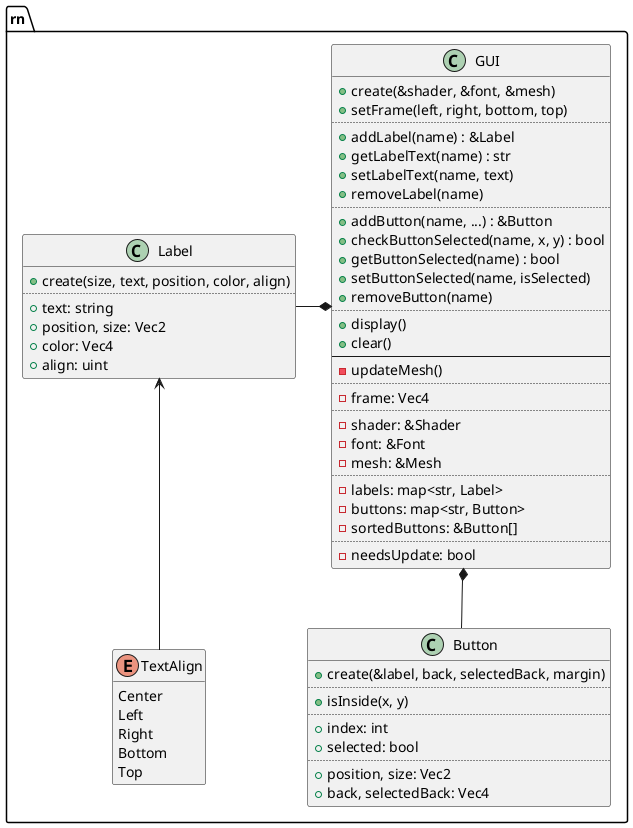 rn
C GUI
create(&shader, &font, &mesh)
setFrame(left, right, bottom, top)
addLabel(name) : &Label
getLabelText(name) : str
setLabelText(name, text)
removeLabel(name)
addButton(name, ...) : &Button
checkButtonSelected(name, x, y) : bool
getButtonSelected(name) : bool
setButtonSelected(name, isSelected)
removeButton(name)
display()
clear()
updateMesh()
frame: Vec4
shader: &Shader
font: &Font
mesh: &Mesh
labels: map<str, Label>
buttons: map<str, Button>
sortedButtons: &Button[]
needsUpdate: bool
C Label
create(size, text, position, color, align)
text: string
position, size: Vec2
color: Vec4
align: uint
E TextAlign
Center
Left
Right
Bottom
Top
C Button
create(&label, back, selectedBack, margin)
isInside(x, y)
index: int
selected: bool
position, size: Vec2
back, selectedBack: Vec4